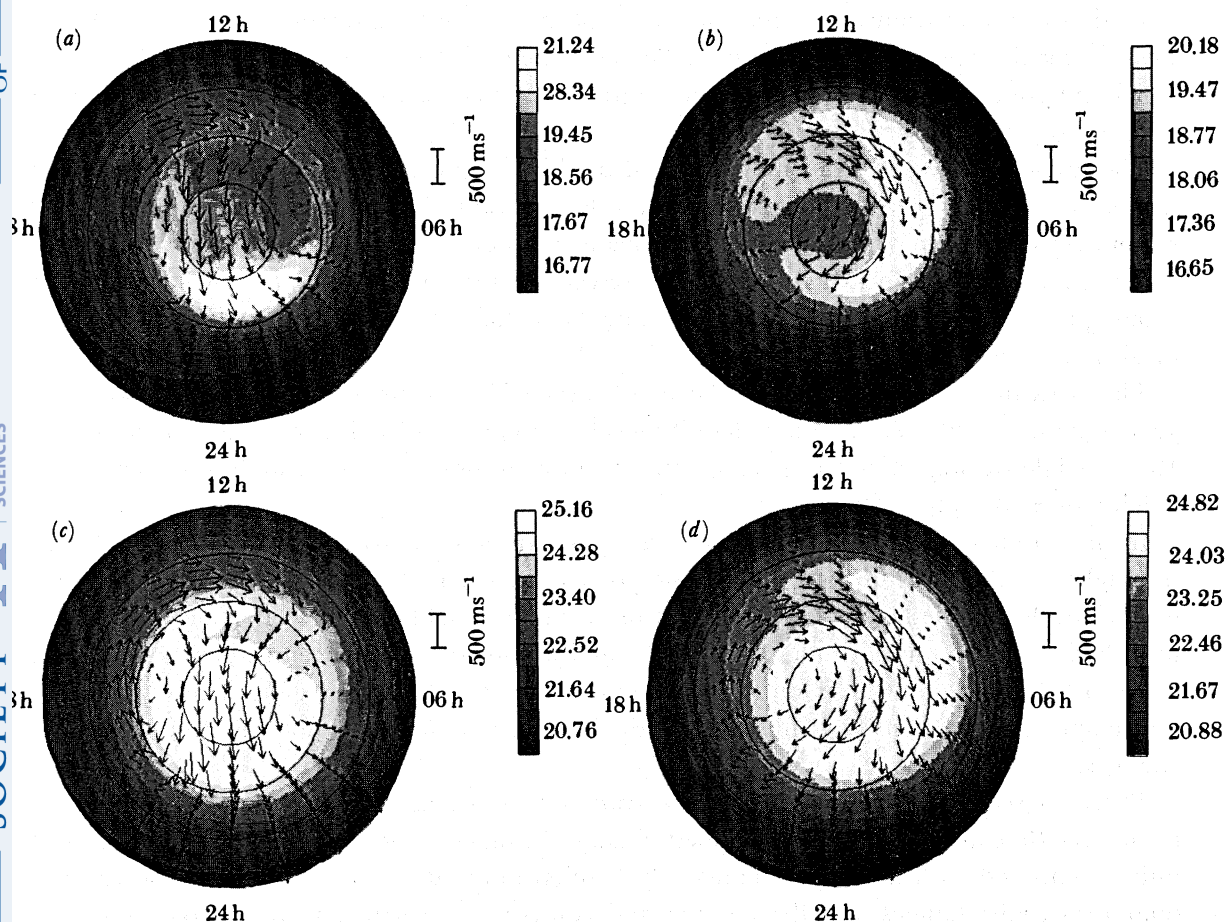 12 h
(a)
21.24
28.34
19.45
18.56
17.67
16.77
500 ms⁻¹
06 h
24 h
12 h
(b)
20.18
19.47
18.77
18.06
17.36
16.65
500 ms⁻¹
18 h
06 h
24 h
12 h
(c)
25.16
24.28
23.40
22.52
21.64
20.76
500 ms⁻¹
06 h
24 h
12 h
(d)
24.82
24.03
23.25
22.46
21.67
20.88
500 ms⁻¹
18 h
06 h
24 h
SCIENCES
SOCIETY
OF